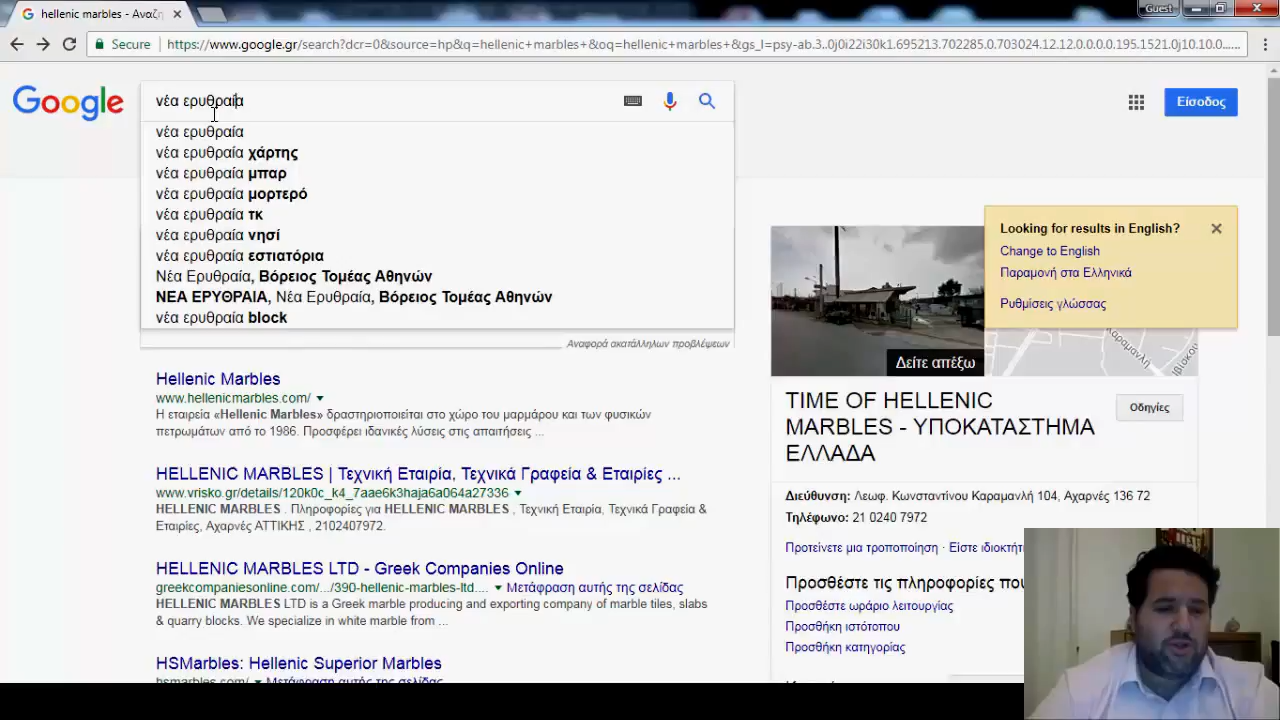 hellenic marbles - Αναζη
Guest
Secure
https://www.google.gr/search?dcr=0&source=hp&q=hellenic+marbles+&oq=hellenic+marbles+&gs_l=psy-ab.3..0j0i22i30k1.695213.702285.0.703024.12.12.0.0.0.0.195.1521.0j10.10.0...
Google
νέα ερυθραία
Είσοδος
νέα ερυθραία
νέα ερυθραία χάρτης
νέα ερυθραία μπαρ
νέα ερυθραία μορτερό
νέα ερυθραία τκ
νέα ερυθραία νησί
νέα ερυθραία εστιατόρια
Νέα Ερυθραία, Βόρειος Τομέας Αθηνών
ΝΕΑ ΕΡΥΘΡΑΙΑ, Νέα Ερυθραία, Βόρειος Τομέας Αθηνών
νέα ερυθραία block
Αναφορά ακατάλληλων προβλέψεων
Looking for results in English?
Change to English
Παραμονή στα Ελληνικά
Ρυθμίσεις γλώσσας
Hellenic Marbles
www.hellenicmarbles.com/
Η εταιρεία «Hellenic Marbles» δραστηριοποιείται στο χώρο του μαρμάρου και των φυσικών
πετρωμάτων από το 1986. Προσφέρει ιδανικές λύσεις στις απαιτήσεις ...
HELLENIC MARBLES | Τεχνική Εταιρία, Τεχνικά Γραφεία & Εταιρίες ...
www.vrisko.gr/details/120k0c_k4_7aae6k3haja6a064a27336
HELLENIC MARBLES . Πληροφορίες για HELLENIC MARBLES , Τεχνική Εταιρία, Τεχνικά Γραφεία &
Εταιρίες, Αχαρνές ΑΤΤΙΚΗΣ , 2102407972.
HELLENIC MARBLES LTD - Greek Companies Online
greekcompaniesonline.com/.../390-hellenic-marbles-ltd.... Μετάφραση αυτής της σελίδας
HELLENIC MARBLES LTD is a Greek marble producing and exporting company of marble tiles, slabs
& quarry blocks. We specialize in white marble from ...
HSMarbles: Hellenic Superior Marbles
hsmarbles.com/ Μετάφραση αυτής της σελίδας
Δείτε απέξω
Καραμανλή
TIME OF HELLENIC
MARBLES - ΥΠΟΚΑΤΑΣΤΗΜΑ
ΕΛΛΑΔΑ
Οδηγίες
Διεύθυνση: Λεωφ. Κωνσταντίνου Καραμανλή 104, Αχαρνές 136 72
Τηλέφωνο: 21 0240 7972
Προτείνετε μια τροποποίηση · Είστε ιδιοκτήτ
Προσθέστε τις πληροφορίες που
Προσθέστε ωράριο λειτουργίας
Προσθήκη ιστότοπου
Προσθήκη κατηγορίας